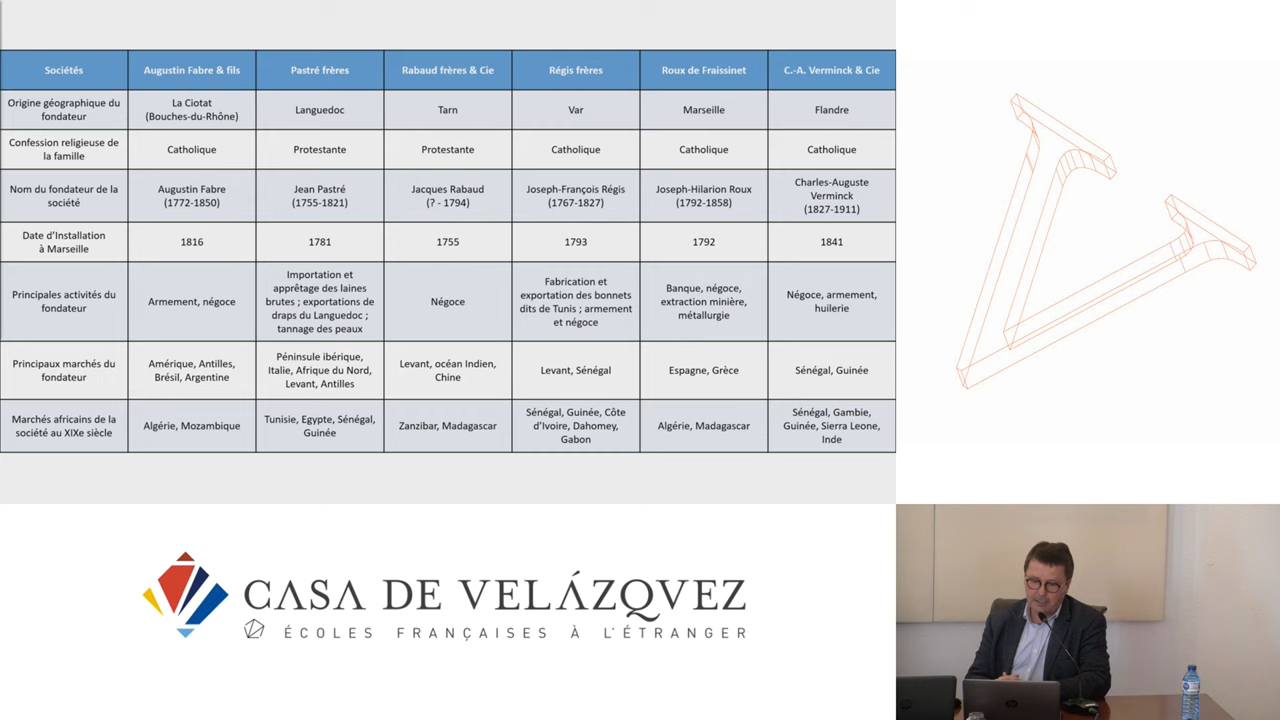 Sociétés
Augustin Fabre & fils
Pastré frères
Rabaud frères & Cie
Régis frères
Roux de Fraissinet
C.-A. Verminck & Cie
Origine géographique du
fondateur
La Ciotat
(Bouches-du-Rhône)
Languedoc
Tarn
Var
Marseille
Flandre
Confession religieuse de
la famille
Catholique
Protestante
Protestante
Catholique
Catholique
Catholique
Nom du fondateur de la
société
Augustin Fabre
(1772-1850)
Jean Pastré
(1755-1821)
Jacques Rabaud
(? - 1794)
Joseph-François Régis
(1767-1827)
Joseph-Hilarion Roux
(1792-1858)
Charles-Auguste
Verminck
(1827-1911)
Date d'Installation
à Marseille
1816
1781
1755
1793
1792
1841
Principales activités du
fondateur
Armement, négoce
Importation et
apprêtage des laines
brutes ; exportations de
draps du Languedoc ;
tannage des peaux
Négoce
Fabrication et
exportation des bonnets
dits de Tunis ; armement
et négoce
Banque, négoce,
extraction minière,
métallurgie
Négoce, armement,
huilerie
Principaux marchés du
fondateur
Amérique, Antilles,
Brésil, Argentine
Péninsule ibérique,
Italie, Afrique du Nord,
Levant, Antilles
Levant, océan Indien,
Chine
Levant, Sénégal
Espagne, Grèce
Sénégal, Guinée
Marchés africains de la
société au XIXe siècle
Algérie, Mozambique
Tunisie, Egypte, Sénégal,
Guinée
Zanzibar, Madagascar
Sénégal, Guinée, Côte
d'Ivoire, Dahomey,
Gabon
Algérie, Madagascar
Sénégal, Gambie,
Guinée, Sierra Leone,
Inde
CASA DE VELÁZQVEZ
ÉCOLES FRANÇAISES À L'ÉTRANGER